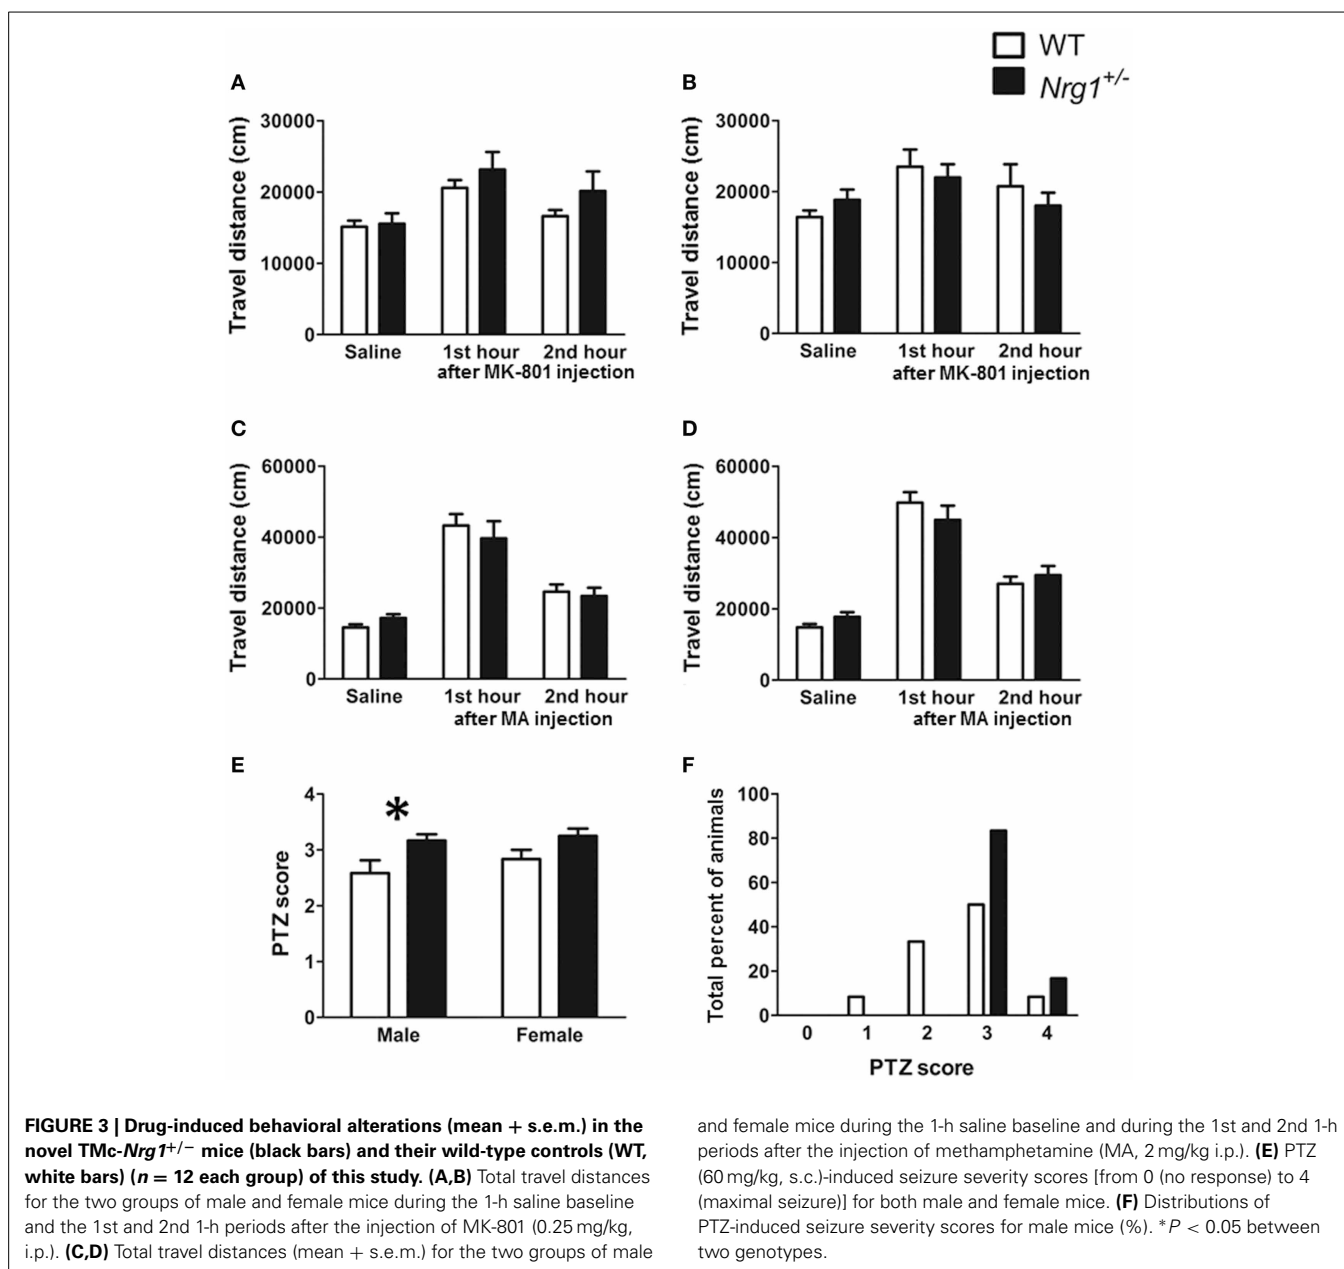 WT
Nrg1+/-
A
Travel distance (cm)
30000
20000
10000
0
Saline
1st hour
2nd hour
after MK-801 injection
B
Travel distance (cm)
30000
20000
10000
0
Saline
1st hour
2nd hour
after MK-801 injection
C
Travel distance (cm)
60000
40000
20000
0
Saline
1st hour
2nd hour
after MA injection
D
Travel distance (cm)
60000
40000
20000
0
Saline
1st hour
2nd hour
after MA injection
E
PTZ score
4
3
2
1
0
*
Male
Female
F
Total percent of animals
100
80
60
40
20
0
0 1 2 3 4
PTZ score
FIGURE 3 | Drug-induced behavioral alterations (mean + s.e.m.) in the
novel TMc-Nrg1+/− mice (black bars) and their wild-type controls (WT,
white bars) (n = 12 each group) of this study. (A,B) Total travel distances
for the two groups of male and female mice during the 1-h saline baseline
and the 1st and 2nd 1-h periods after the injection of MK-801 (0.25 mg/kg,
i.p.). (C,D) Total travel distances (mean + s.e.m.) for the two groups of male
and female mice during the 1-h saline baseline and during the 1st and 2nd 1-h
periods after the injection of methamphetamine (MA, 2 mg/kg i.p.). (E) PTZ
(60 mg/kg, s.c.)-induced seizure severity scores [from 0 (no response) to 4
(maximal seizure)] for both male and female mice. (F) Distributions of
PTZ-induced seizure severity scores for male mice (%). *P < 0.05 between
two genotypes.